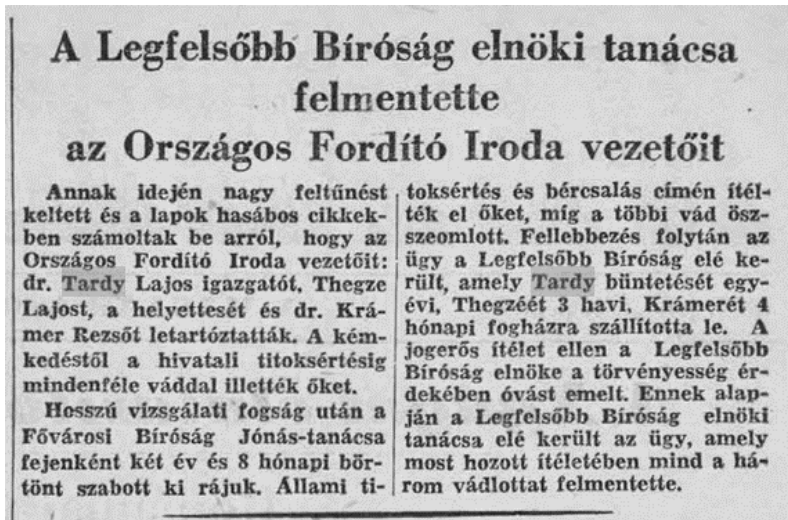 A Legfelsőbb Bíróság elnöki tanácsa
felmentette
az Országos Fordító Iroda vezetőit
Annak idején nagy feltűnést
keltett és a lapok hasábos cikkek-
ben számoltak be arról, hogy az
Országos Fordító Iroda vezetőit:
dr. Tardy Lajos igazgatót, Thegze
Lajost, a helyettesét és dr. Krá-
mer Rezsőt letartóztatták. A kém-
kedéstől a hivatali titoksértésig
mindenféle váddal illették őket.
Hosszú vizsgálati fogság után a
Fővárosi Bíróság Jónás-tanácsa
fejenként két év és 8 hónapi bör-
tönt szabott ki rájuk. Állami ti-
toksértés és bércsalás címén ítél-
ték el őket, míg a többi vád ösz-
szeomlott. Fellebbezés folytán az
ügy a Legfelsőbb Bíróság elé ke-
rült, amely Tardy büntetését egy-
évi, Thegzéét 3 havi, Krámerét 4
hónapi fogházra szállította le. A
jogerős ítélet ellen a Legfelsőbb
Bíróság elnöke a törvényesség ér-
dekében óvást emelt. Ennek alap-
ján a Legfelsőbb Bíróság elnöki
tanácsa elé került az ügy, amely
most hozott ítéletében mind a há-
rom vádlottat felmentette.